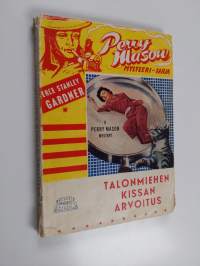 Perry Mason
MYSTEERI-SARJA
ERLE STANLEY
GARDNER
A
PERRY MASON
MYSTERY
TALONMIEHEN
KISSAN
ARVOITUS